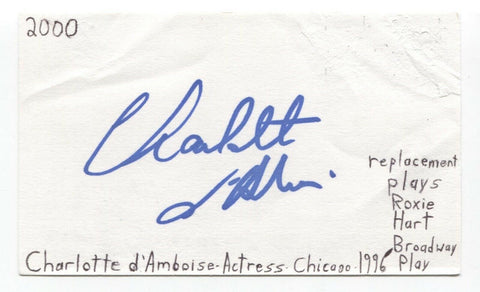 2000
Charlotte
d'Amboise
replacement
plays
Roxie
Hart
Broadway
Play
Charlotte d'Amboise-Actress-Chicago-1996